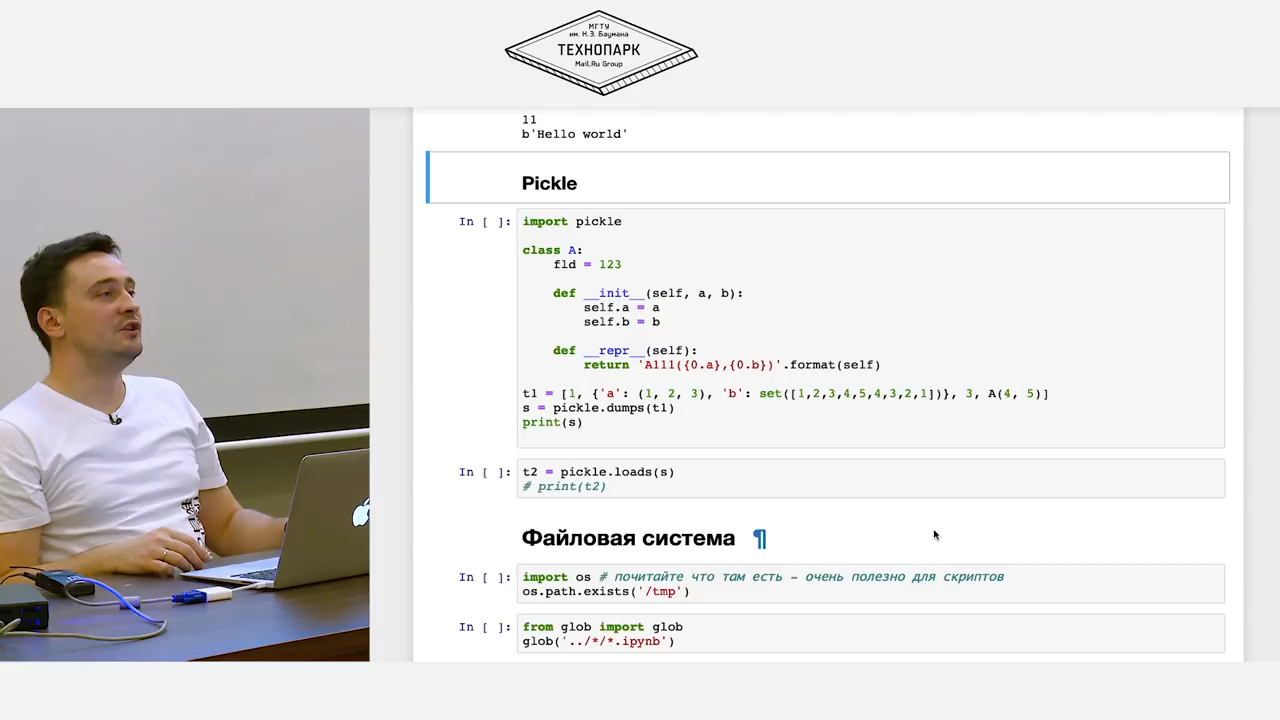 МГТУ
им. Н.Э. Баумана
ТЕХНОПАРК
Mail.Ru Group
11
b'Hello world'
Pickle
In [ ]:
import pickle
class A:
    fld = 123
    def __init__(self, a, b):
        self.a = a
        self.b = b
    def __repr__(self):
        return 'A111({0.a},{0.b})'.format(self)
t1 = [1, {'a': (1, 2, 3), 'b': set([1,2,3,4,5,4,3,2,1])}, 3, A(4, 5)]
s = pickle.dumps(t1)
print(s)
In [ ]:
t2 = pickle.loads(s)
# print(t2)
Файловая система ¶
In [ ]:
import os # почитайте что там есть - очень полезно для скриптов
os.path.exists('/tmp')
In [ ]:
from glob import glob
glob('../*/*.ipynb')